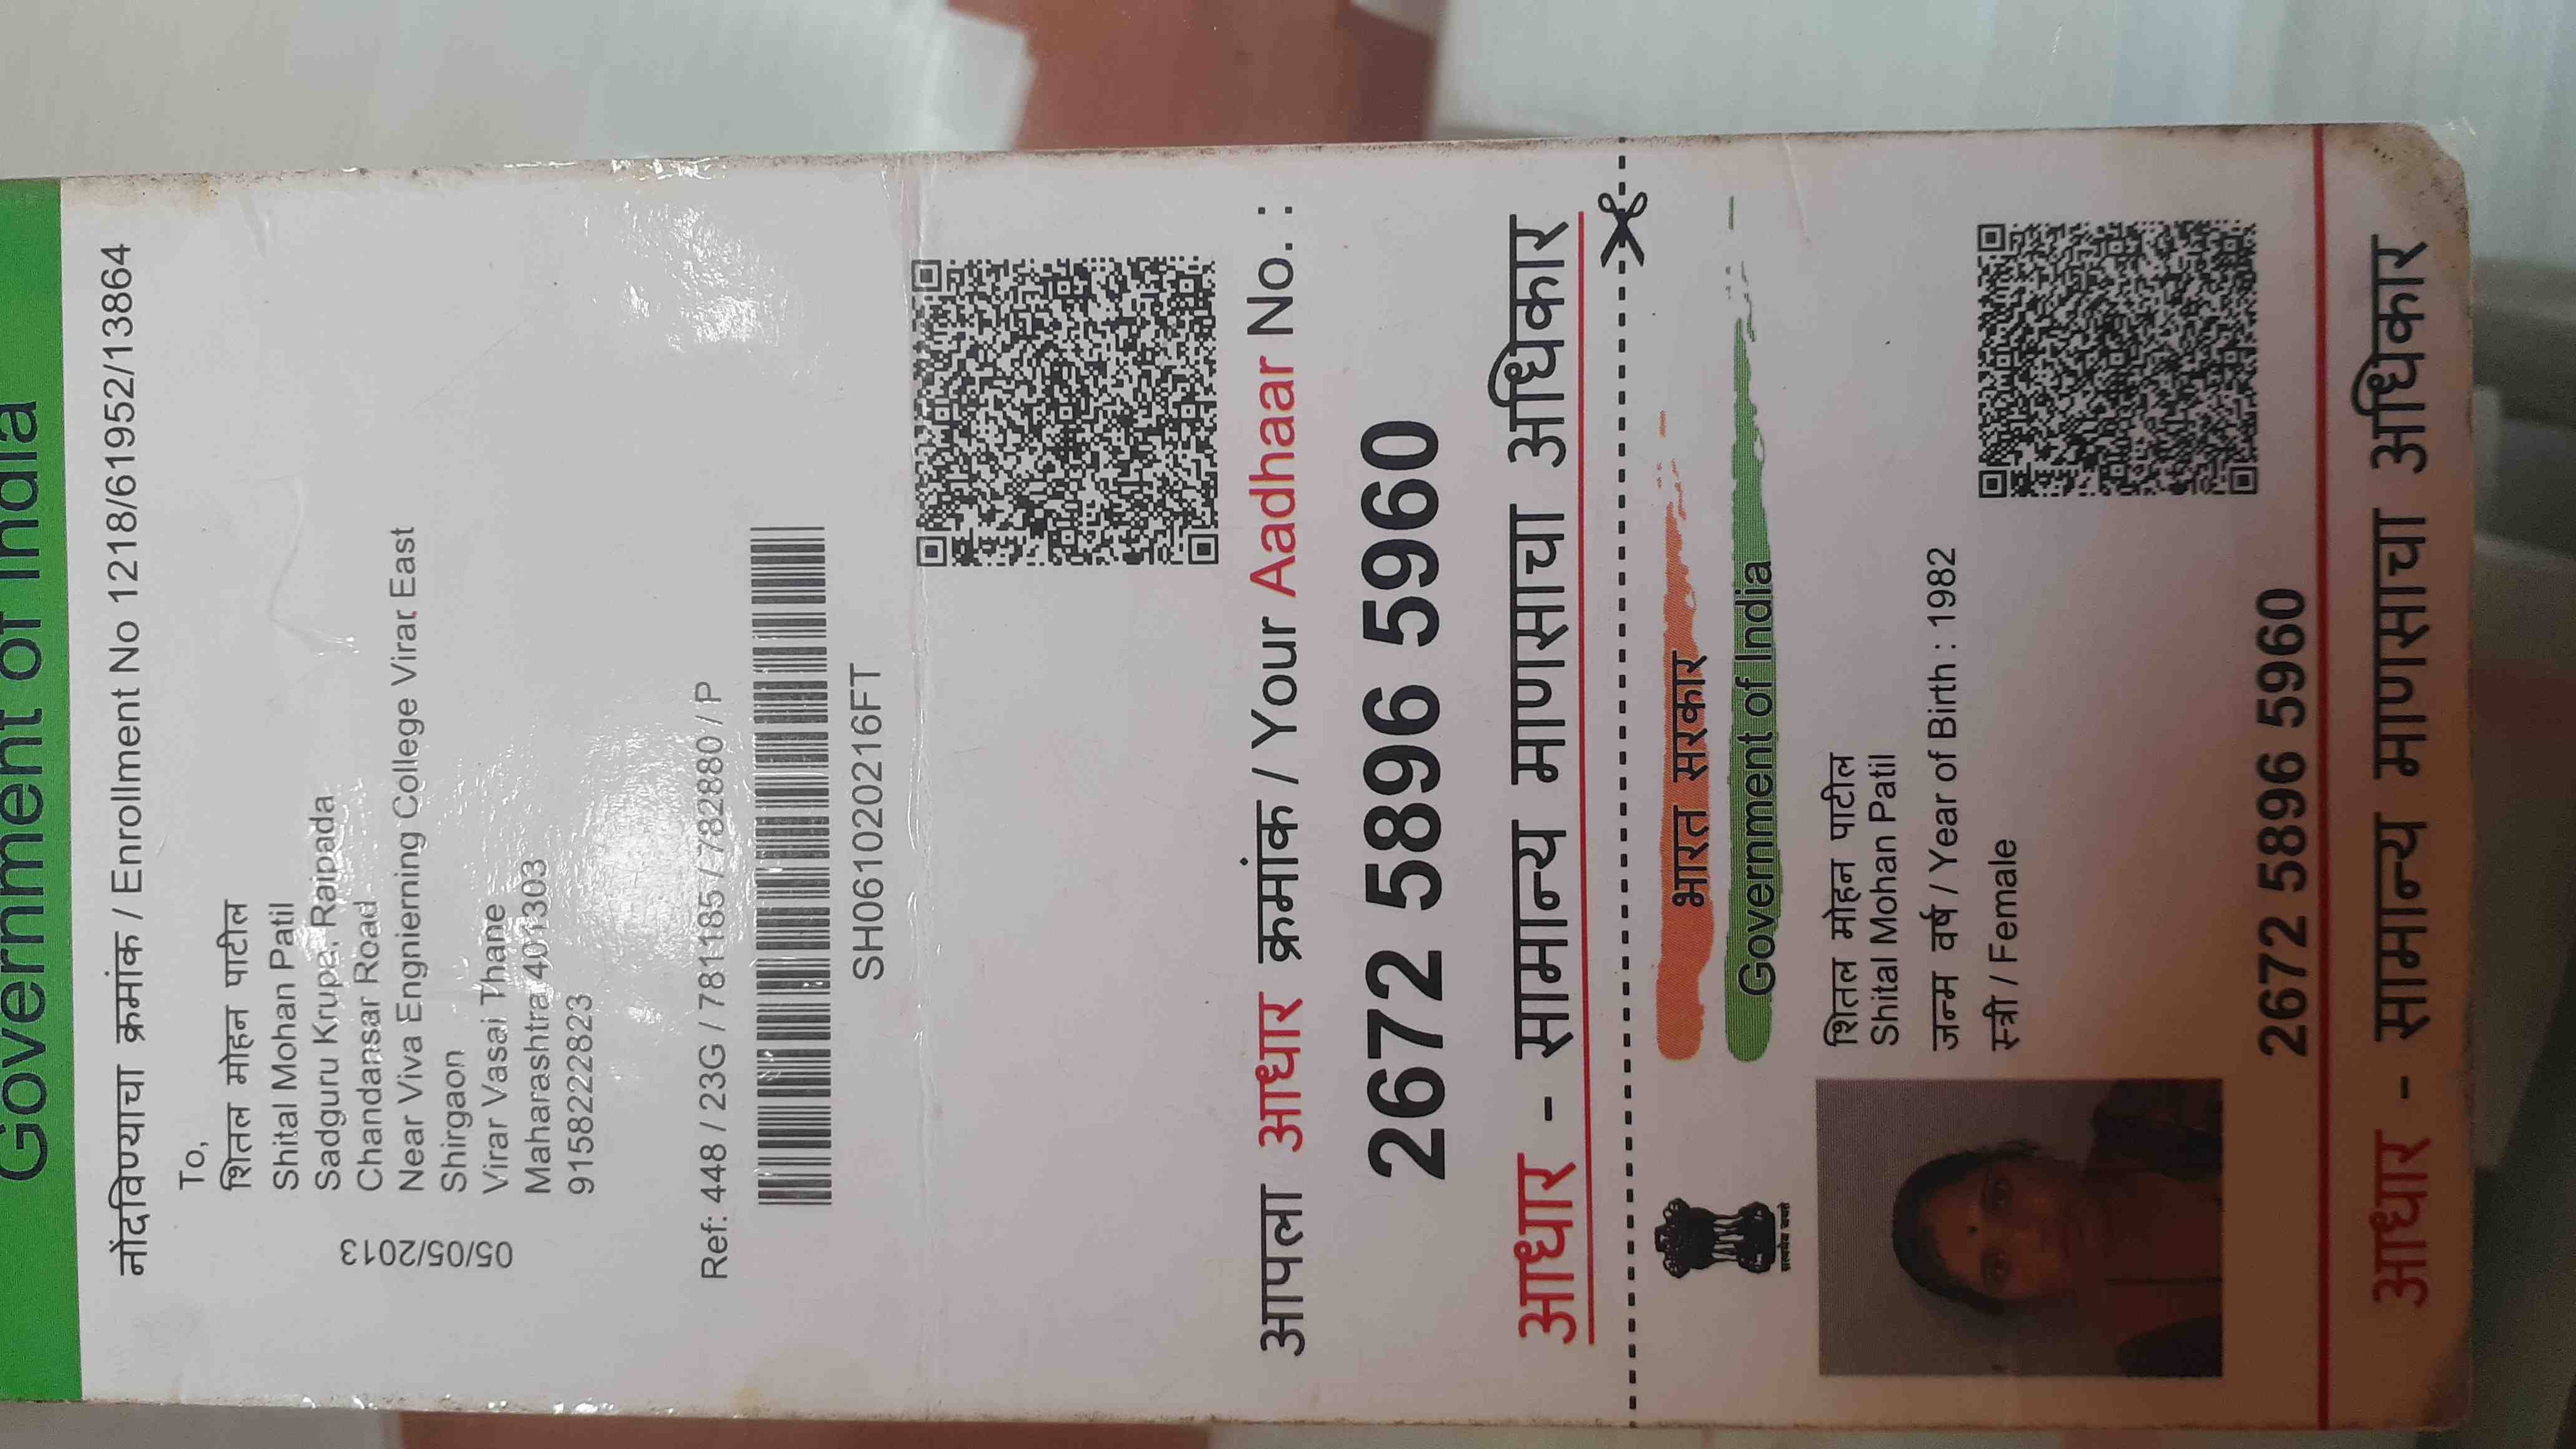 Government of India
नोंदविण्याचा क्रमांक / Enrollment No 1218/61952/13864
To,
शितल मोहन पाटील
Shital Mohan Patil
Sadguru Krupa, Raipada
Chandansar Road
Near Viva Engnierning College Virar East
Shirgaon
Virar Vasai Thane
Maharashtra 401303
9158222823
05/05/2013
Ref: 448 / 23G / 781185 / 782880 / P
SH061020216FT
आपला आधार क्रमांक / Your Aadhaar No. :
2672 5896 5960
आधार - सामान्य माणसाचा अधिकार
भारत सरकार
Government of India
सत्यमेव जयते
शितल मोहन पाटील
Shital Mohan Patil
जन्म वर्ष / Year of Birth : 1982
स्त्री / Female
2672 5896 5960
आधार - सामान्य माणसाचा अधिकार